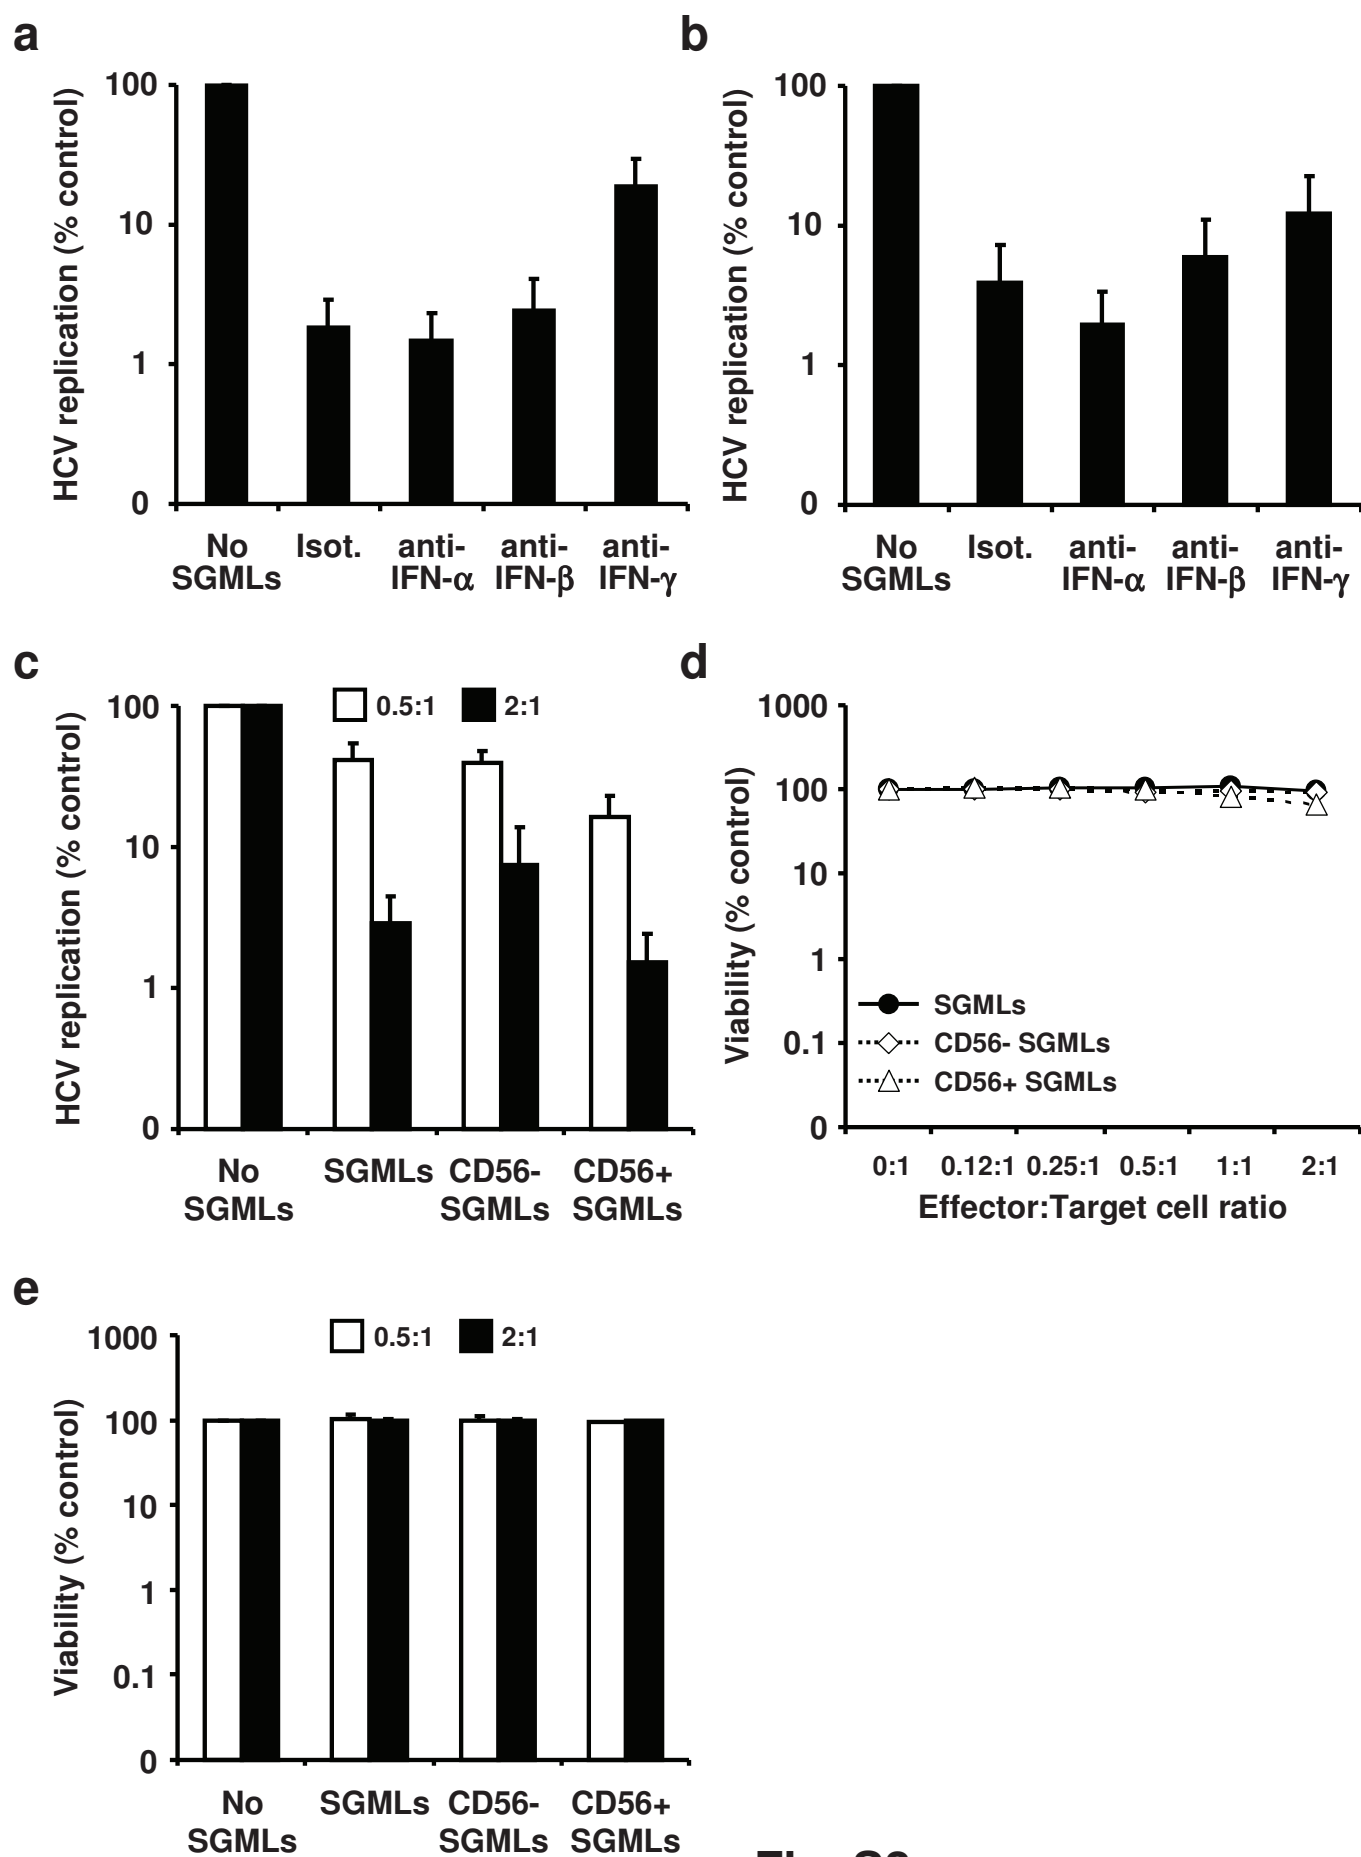 a
HCV replication (% control)
100
10
1
0
No
SGMLs
Isot.
anti-
IFN-α
anti-
IFN-β
anti-
IFN-γ
b
HCV replication (% control)
100
10
1
0
No
SGMLs
Isot.
anti-
IFN-α
anti-
IFN-β
anti-
IFN-γ
c
HCV replication (% control)
0.5:1
2:1
100
10
1
0
No
SGMLs
SGMLs
CD56-
SGMLs
CD56+
SGMLs
d
Viability (% control)
1000
100
10
1
0.1
0
SGMLs
CD56- SGMLs
CD56+ SGMLs
0:1 0.12:1 0.25:1 0.5:1 1:1 2:1
Effector:Target cell ratio
e
Viability (% control)
0.5:1
2:1
1000
100
10
1
0.1
0
No
SGMLs
SGMLs
CD56-
SGMLs
CD56+
SGMLs